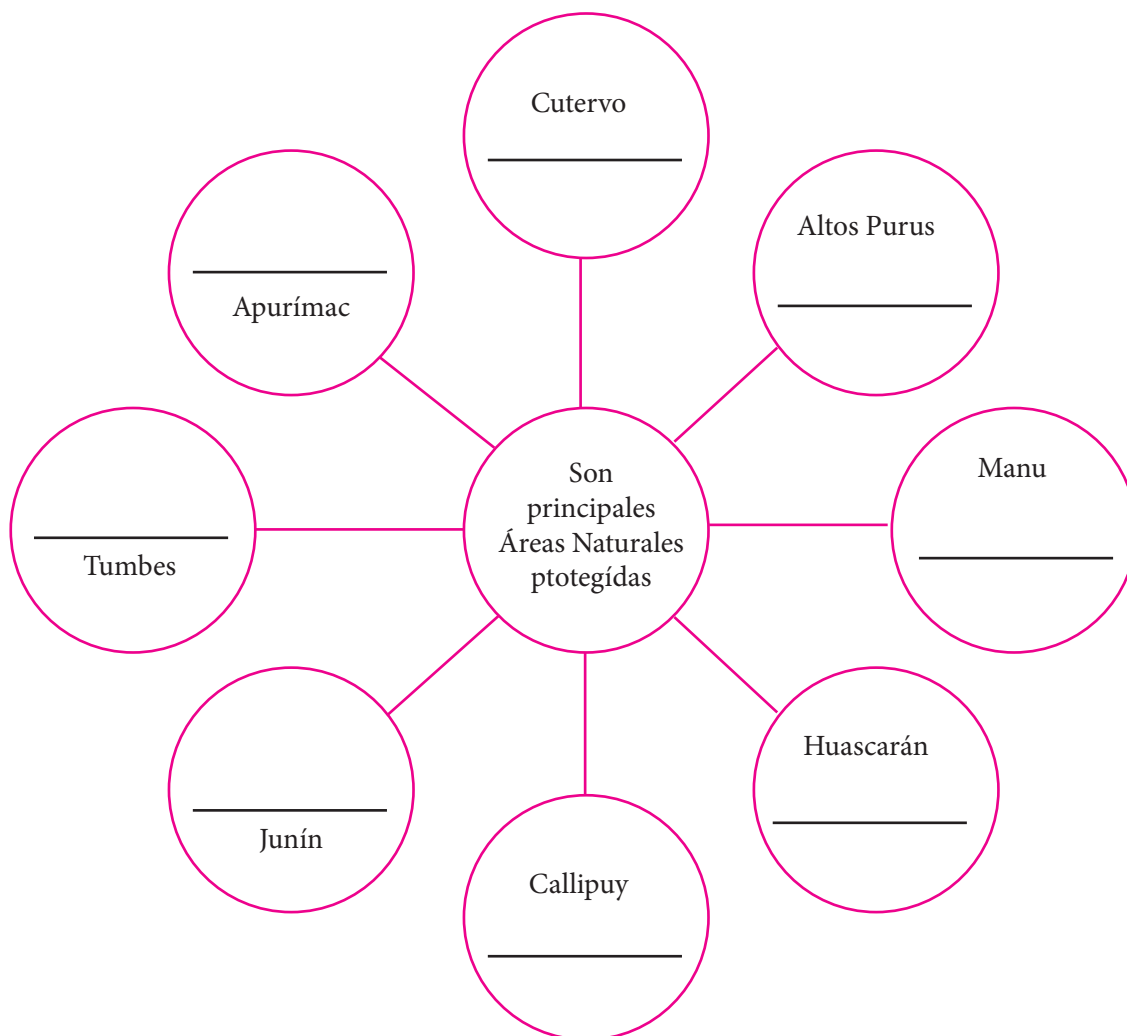 Cutervo
Altos Purus
Apurímac
Manu
Son
principales
Áreas Naturales
ptotegídas
Tumbes
Huascarán
Junín
Callipuy